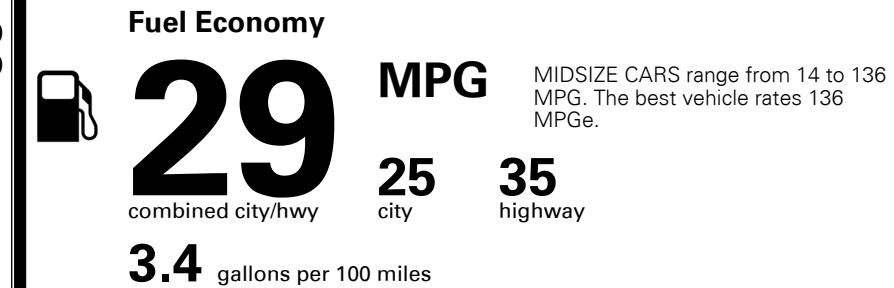 Fuel Economy
29
MPG
MIDSIZE CARS range from 14 to 136
MPG. The best vehicle rates 136
MPGe.
25
35
combined city/hwy
city
highway
3.4 gallons per 100 miles